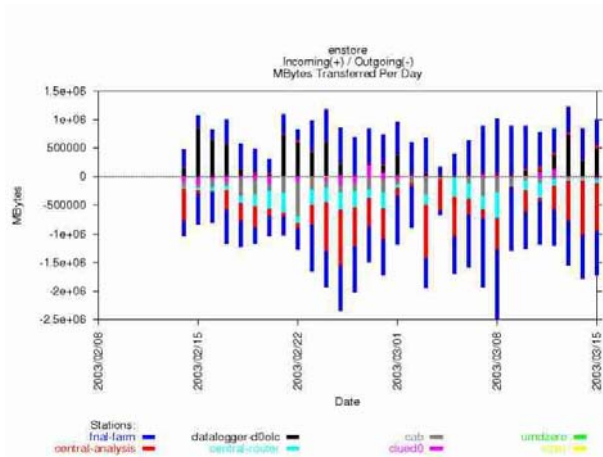 enstore
Incoming(+) / Outgoing(-)
MBytes Transferred Per Day
1.5e+06
1e+06
500000
0
-500000
-1e+06
-1.5e+06
-2e+06
-2.5e+06
MBytes
2003/02/08
2003/02/15
2003/02/22
2003/03/01
2003/03/08
2003/03/15
Date
Stations:
fnal-farm datalogger-d0olc cab umdzero
central-analysis central-router clued0